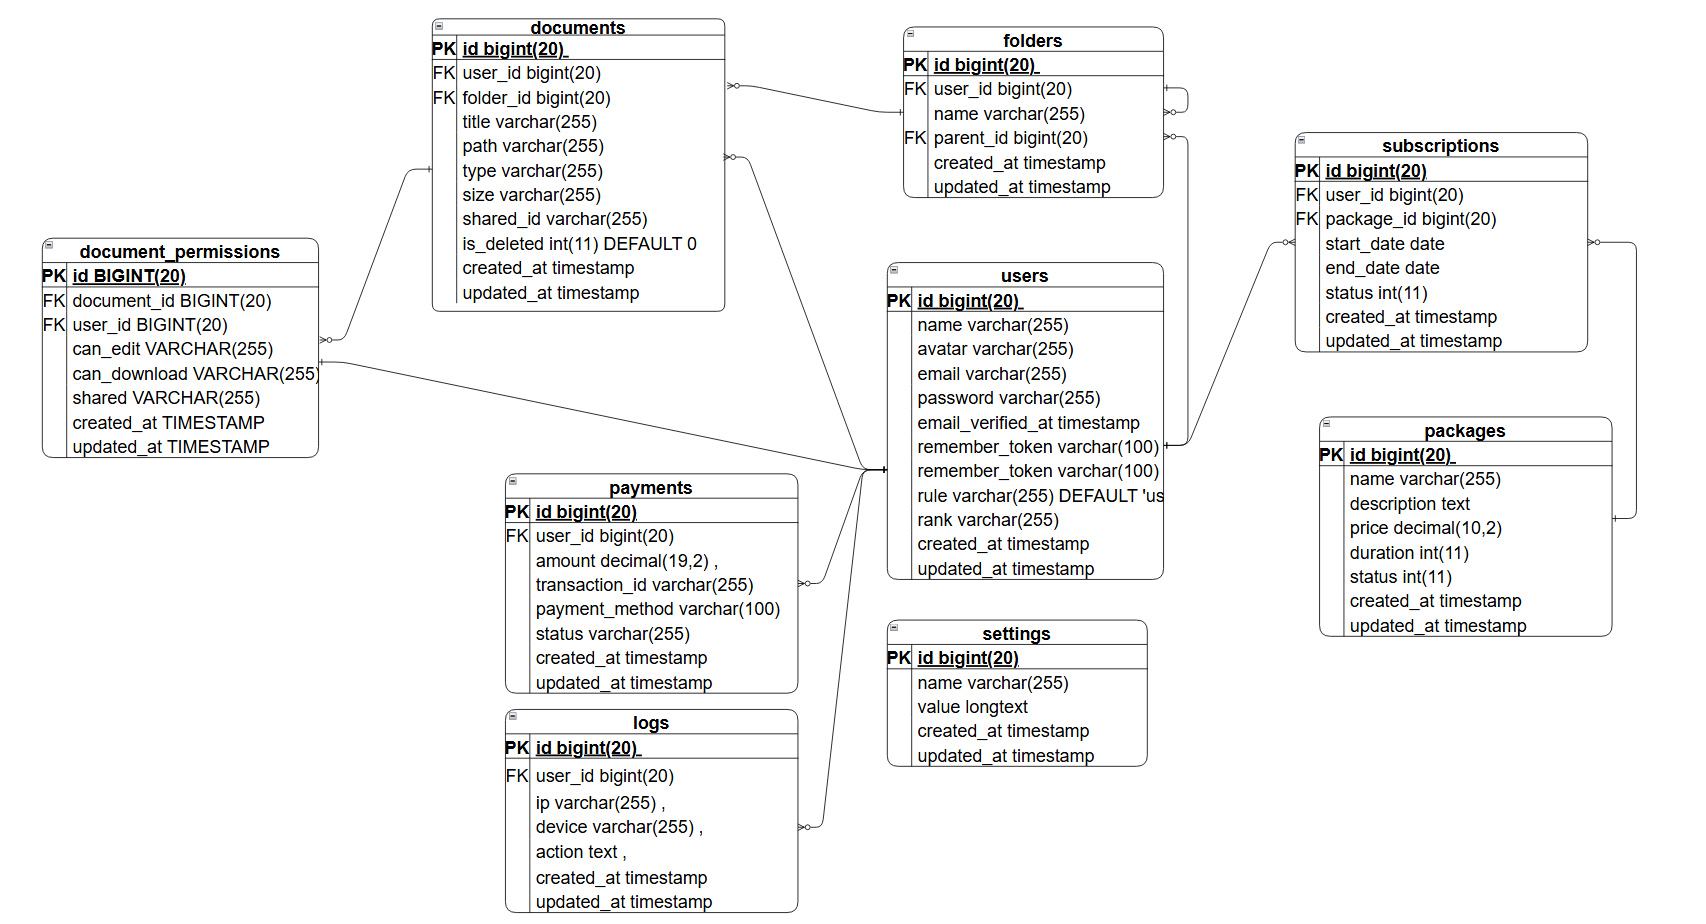 documents
PK id bigint(20)
FK user_id bigint(20)
FK folder_id bigint(20)
title varchar(255)
path varchar(255)
type varchar(255)
size varchar(255)
shared_id varchar(255)
is_deleted int(11) DEFAULT 0
created_at timestamp
updated_at timestamp
folders
PK id bigint(20)
FK user_id bigint(20)
name varchar(255)
FK parent_id bigint(20)
created_at timestamp
updated_at timestamp
subscriptions
PK id bigint(20)
FK user_id bigint(20)
FK package_id bigint(20)
start_date date
end_date date
status int(11)
created_at timestamp
updated_at timestamp
document_permissions
PK id BIGINT(20)
FK document_id BIGINT(20)
FK user_id BIGINT(20)
can_edit VARCHAR(255)
can_download VARCHAR(255)
shared VARCHAR(255)
created_at TIMESTAMP
updated_at TIMESTAMP
users
PK id bigint(20)
name varchar(255)
avatar varchar(255)
email varchar(255)
password varchar(255)
email_verified_at timestamp
remember_token varchar(100)
remember_token varchar(100)
rule varchar(255) DEFAULT 'us
rank varchar(255)
created_at timestamp
updated_at timestamp
packages
PK id bigint(20)
name varchar(255)
description text
price decimal(10,2)
duration int(11)
status int(11)
created_at timestamp
updated_at timestamp
payments
PK id bigint(20)
FK user_id bigint(20)
amount decimal(19,2) ,
transaction_id varchar(255)
payment_method varchar(100)
status varchar(255)
created_at timestamp
updated_at timestamp
settings
PK id bigint(20)
name varchar(255)
value longtext
created_at timestamp
updated_at timestamp
logs
PK id bigint(20)
FK user_id bigint(20)
ip varchar(255) ,
device varchar(255) ,
action text ,
created_at timestamp
updated_at timestamp